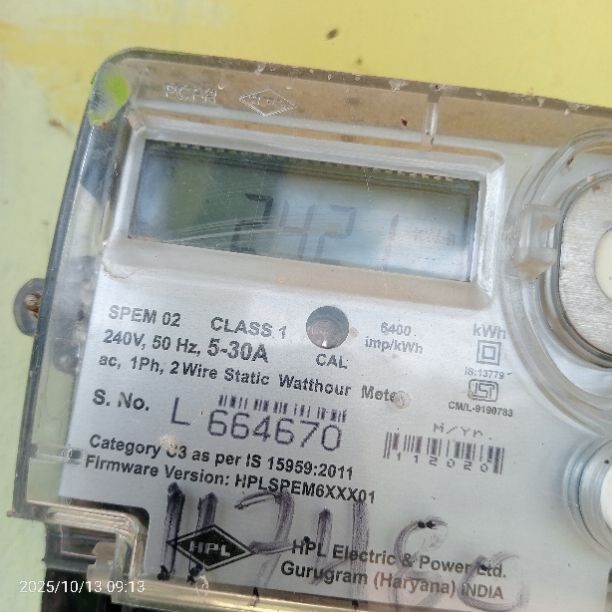 2421
SPEM 02 CLASS 1
240V, 50 Hz, 5-30A
CAL
6400
imp/kWh
kWh
ac, 1Ph, 2 Wire Static Watthour Meter
IS:13779
CM/L-9190783
S. No. L 664670
M/Yr.
112020
Category C3 as per IS 15959:2011
Firmware Version: HPLSPEM6XXX01
HPL
HPL Electric & Power Ltd.
Gurugram (Haryana) INDIA
2025/10/13 09:13